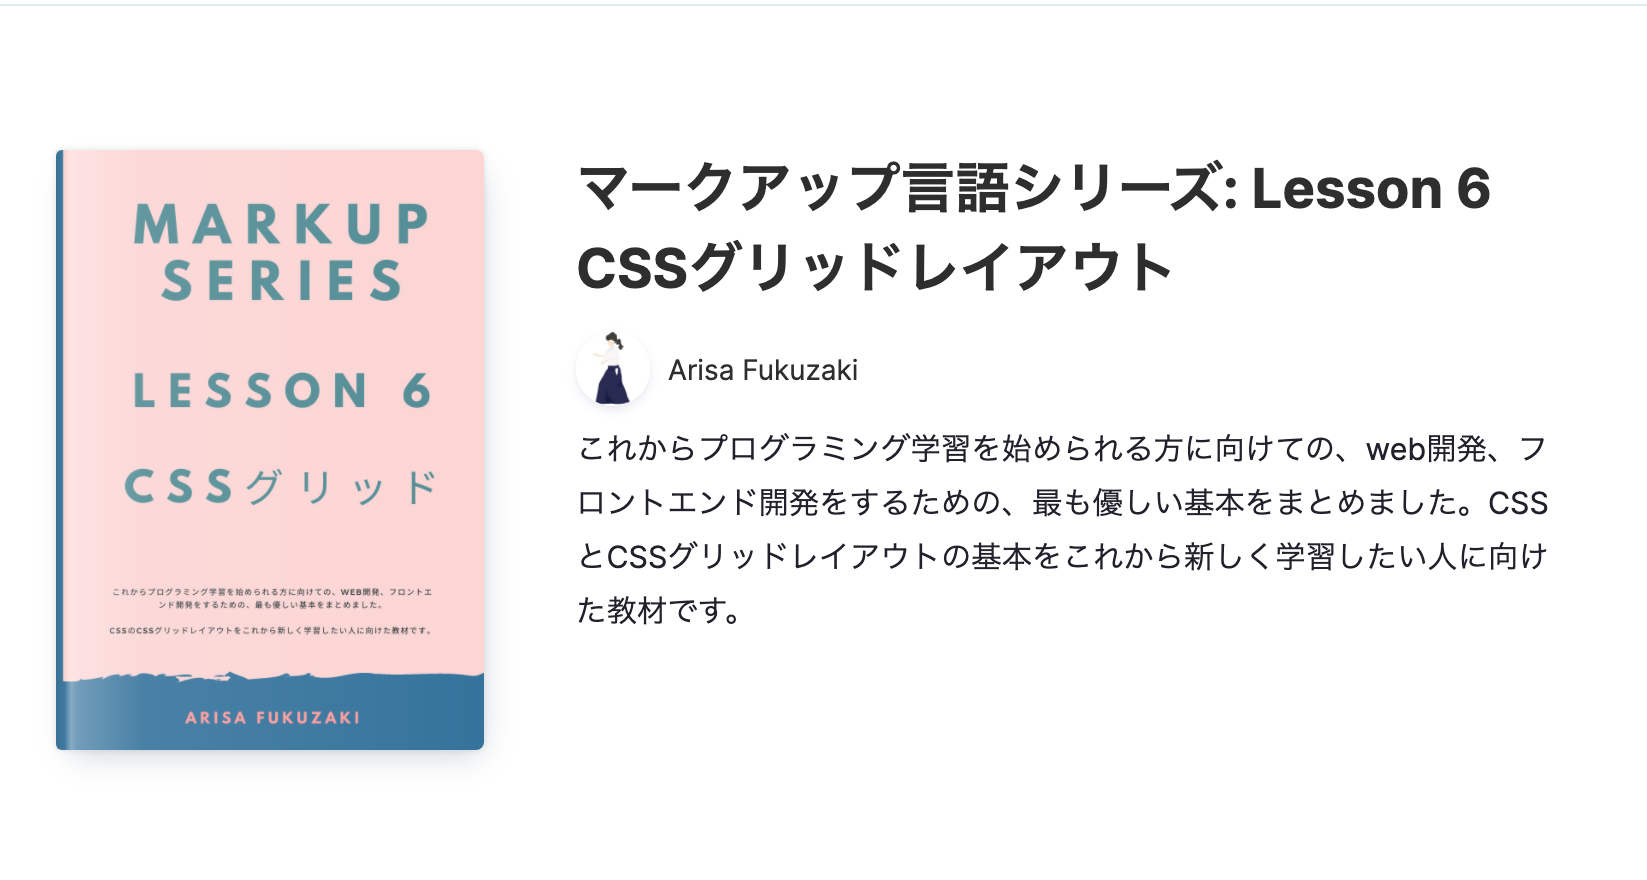 MARKUP
SERIES
LESSON 6
CSSグリッド
これからプログラミング学習を始められる方に向けての、WEB開発、フロントエ
ンド開発をするための、最も優しい基本をまとめました。
CSSのCSSグリッドレイアウトをこれから新しく学習したい人に向けた教材です。
ARISA FUKUZAKI
マークアップ言語シリーズ: Lesson 6
CSSグリッドレイアウト
Arisa Fukuzaki
これからプログラミング学習を始められる方に向けての、web開発、フ
ロントエンド開発をするための、最も優しい基本をまとめました。CSS
とCSSグリッドレイアウトの基本をこれから新しく学習したい人に向け
た教材です。